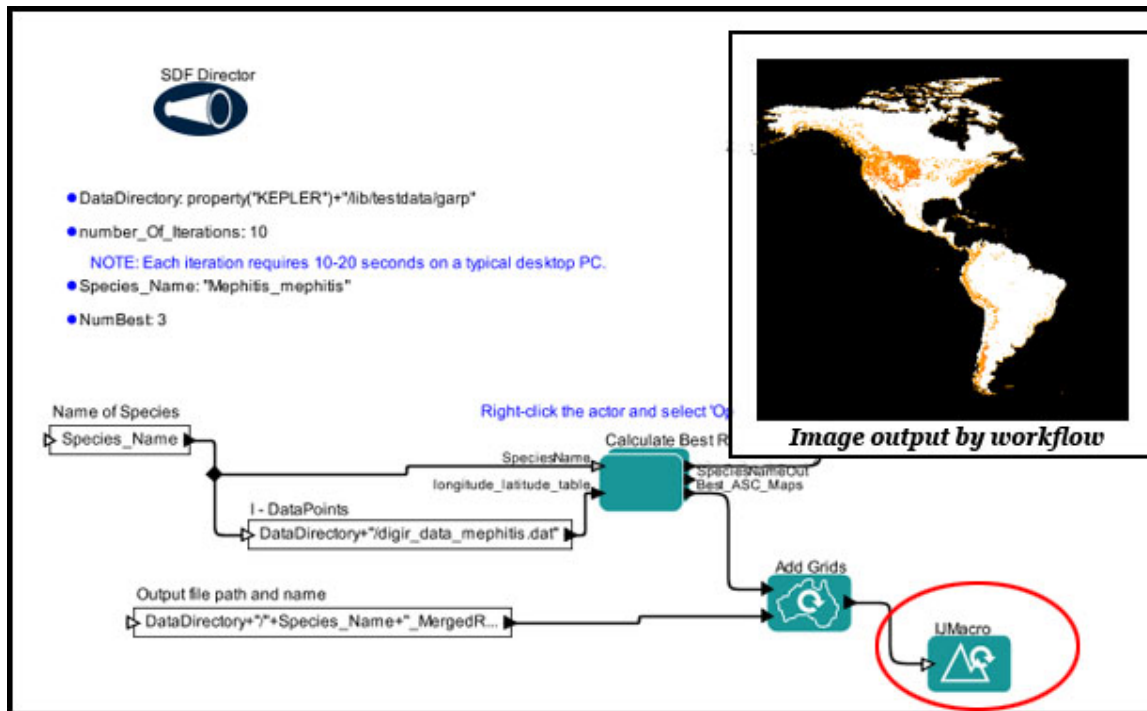 SDF Director
DataDirectory: property("KEPLER")+"/lib/testdata/garp"
number_Of_Iterations: 10
NOTE: Each iteration requires 10-20 seconds on a typical desktop PC.
Species_Name: "Mephitis_mephitis"
NumBest: 3
Image output by workflow
Name of Species
Species_Name
Right-click the actor and select 'Op
Calculate Best R
SpeciesName
longitude_latitude_table
SpeciesNameOut
Best_ASC_Maps
I - DataPoints
DataDirectory+"/digir_data_mephitis.dat"
Output file path and name
DataDirectory+"/"+Species_Name+"_MergedR...
Add Grids
IJMacro